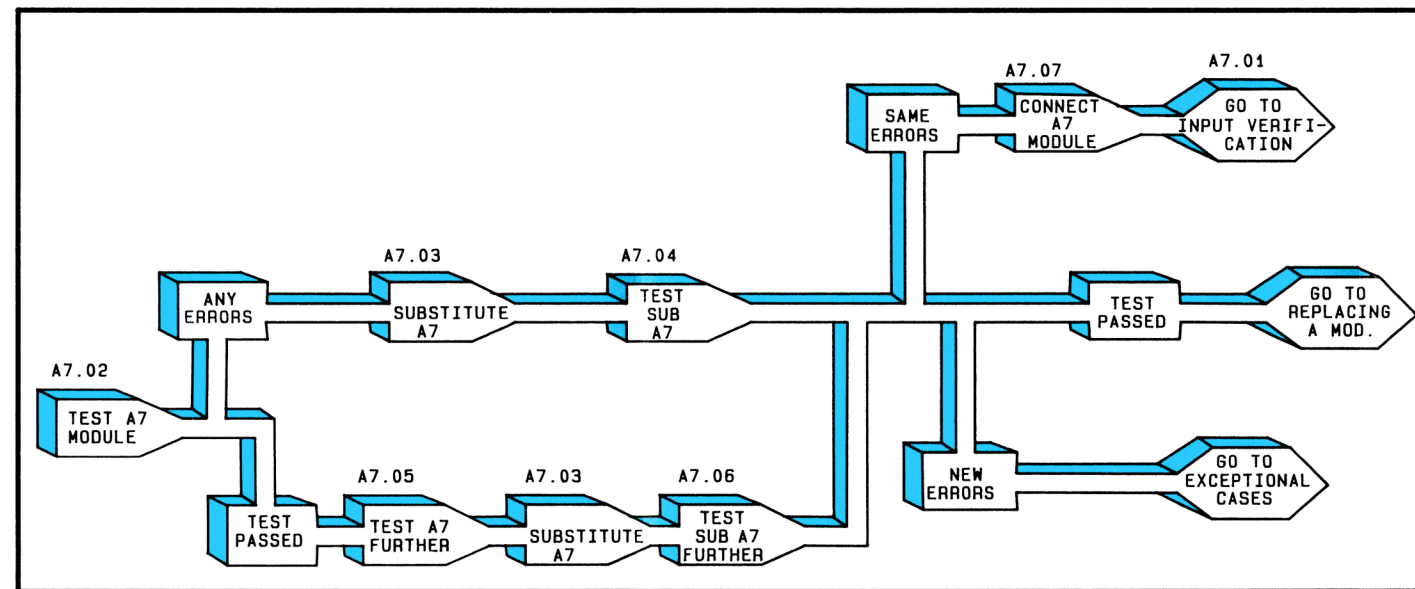 A7.07
A7.01
SAME
ERRORS
CONNECT
A7
MODULE
GO TO
INPUT VERIFI-
CATION
A7.03
A7.04
ANY
ERRORS
SUBSTITUTE
A7
TEST
SUB
A7
TEST
PASSED
GO TO
REPLACING
A MOD.
A7.02
TEST A7
MODULE
NEW
ERRORS
GO TO
EXCEPTIONAL
CASES
A7.05
A7.03
A7.06
TEST
PASSED
TEST A7
FURTHER
SUBSTITUTE
A7
TEST
SUB A7
FURTHER